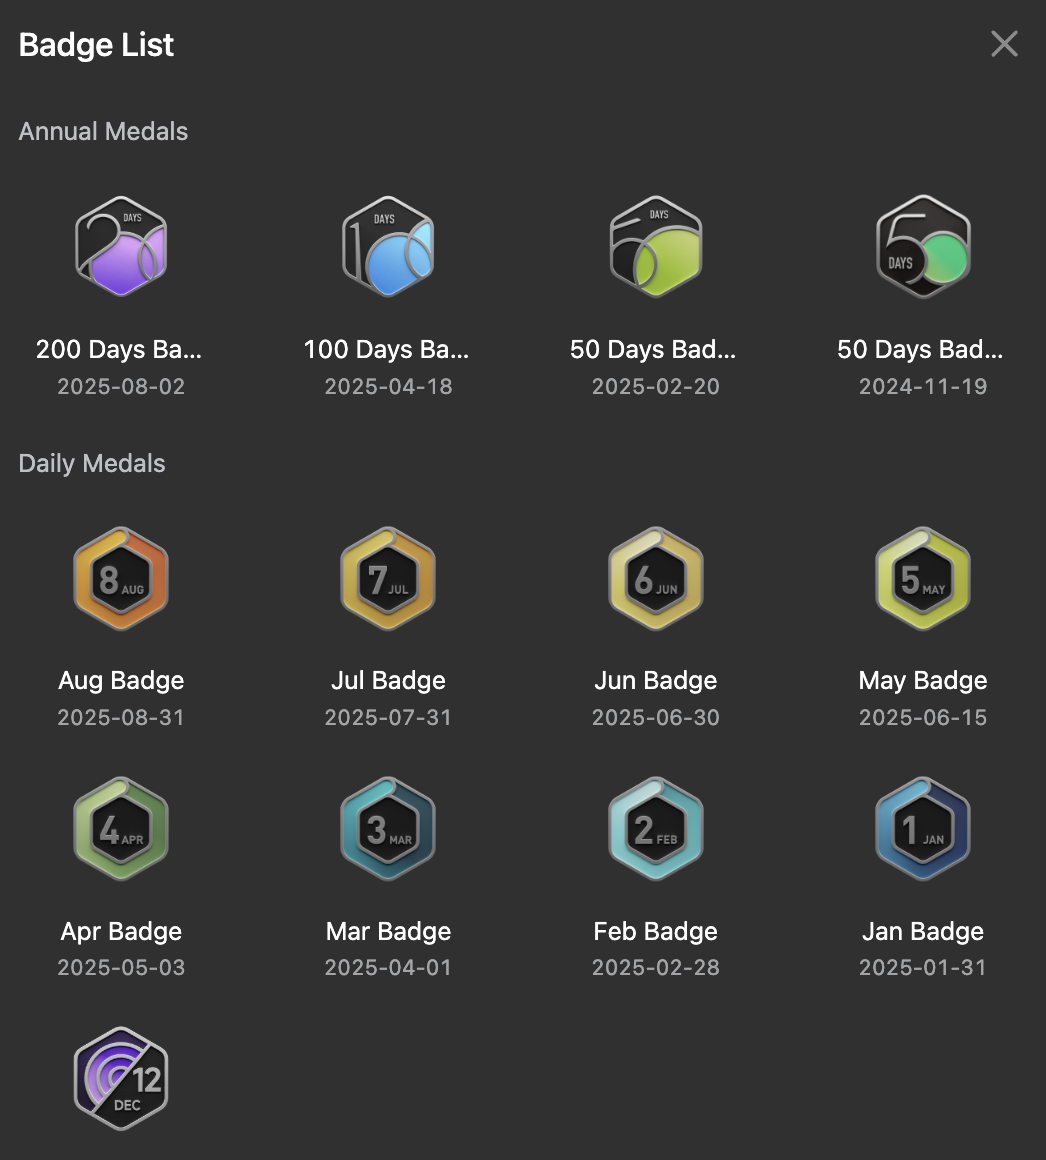 Badge List
Annual Medals
DAYS
DAYS
DAYS
5
DAYS
200 Days Ba...
100 Days Ba...
50 Days Bad...
50 Days Bad...
2025-08-02
2025-04-18
2025-02-20
2024-11-19
Daily Medals
8 AUG
7 JUL
6 JUN
5 MAY
Aug Badge
Jul Badge
Jun Badge
May Badge
2025-08-31
2025-07-31
2025-06-30
2025-06-15
4 APR
3 MAR
2 FEB
1 JAN
Apr Badge
Mar Badge
Feb Badge
Jan Badge
2025-05-03
2025-04-01
2025-02-28
2025-01-31
12
DEC